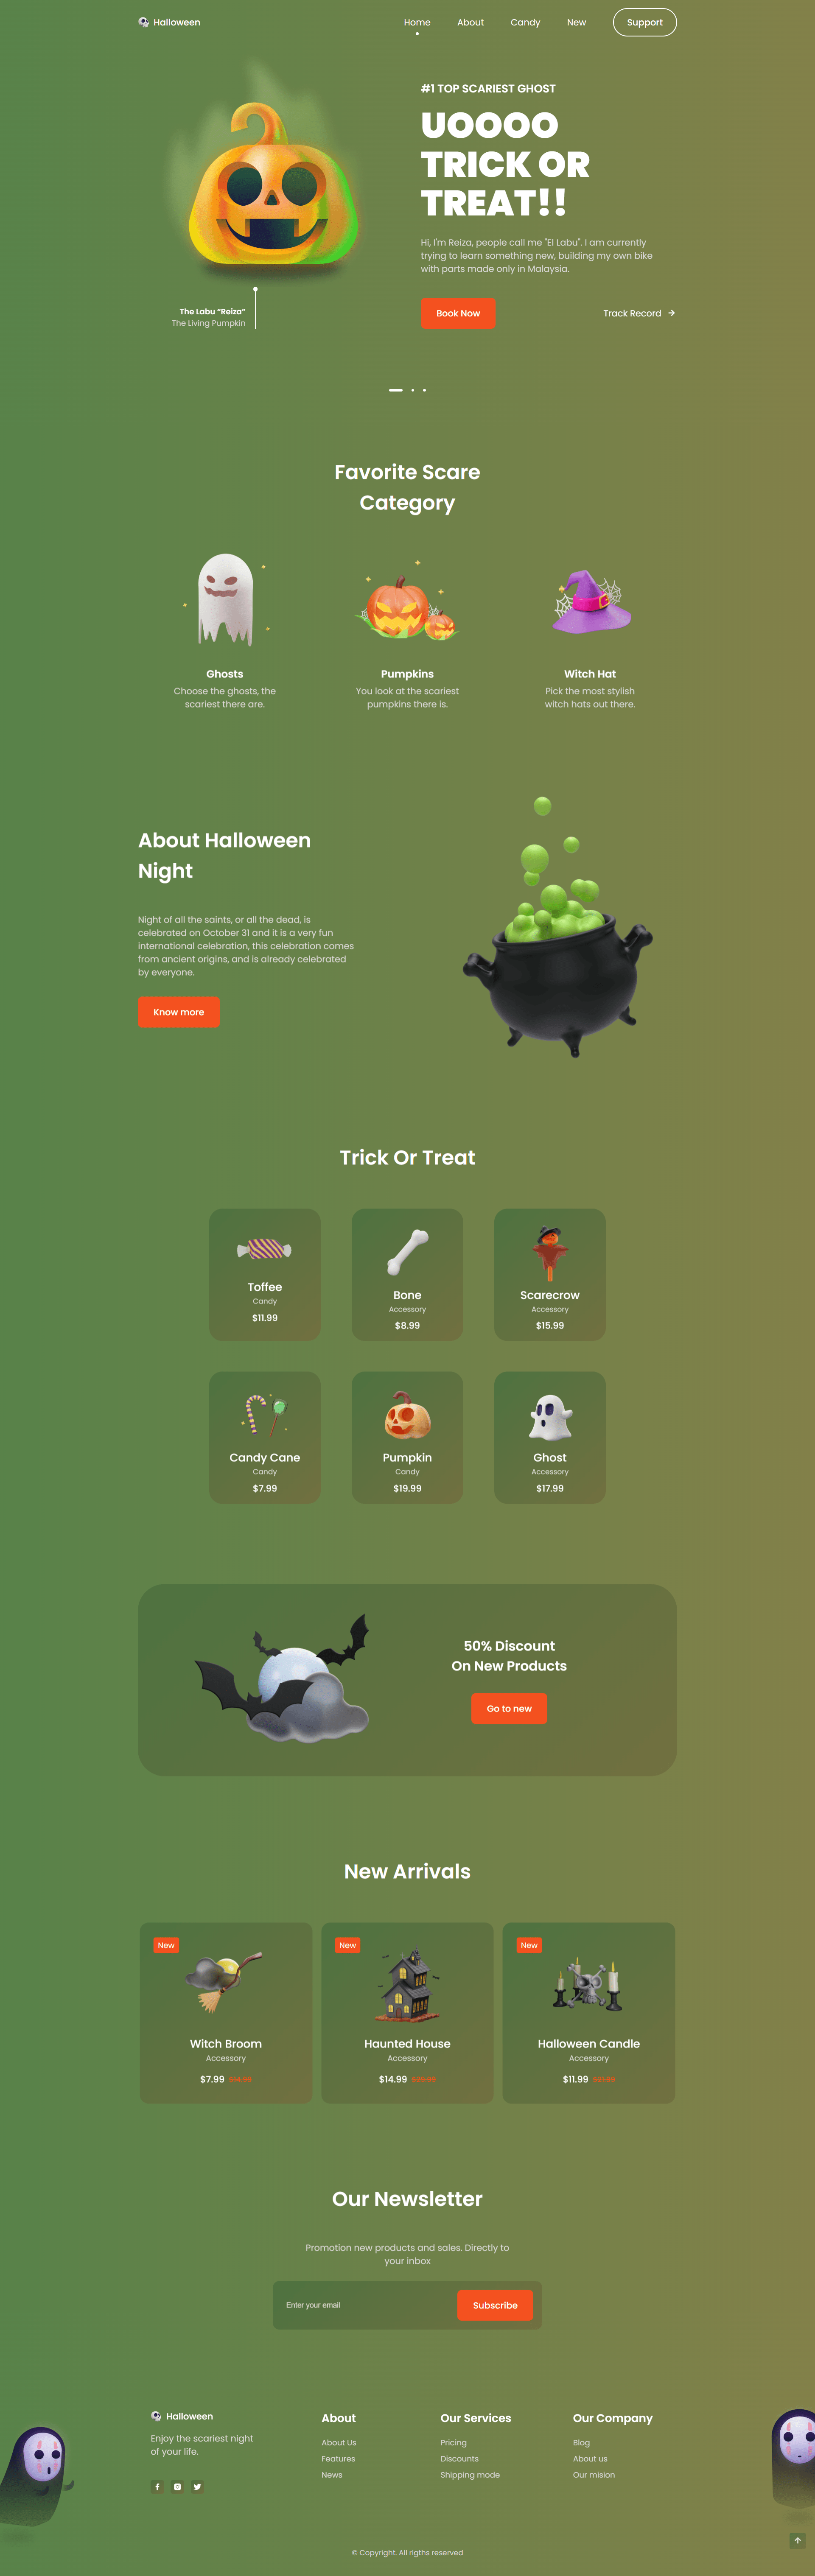 Halloween
Home
About
Candy
New
Support
#1 TOP SCARIEST GHOST
UOOOO
TRICK OR
TREAT!!
Hi, I'm Reiza, people call me "El Labu". I am currently
trying to learn something new, building my own bike
with parts made only in Malaysia.
Book Now
Track Record
The Labu “Reiza”
The Living Pumpkin
Favorite Scare
Category
Ghosts
Choose the ghosts, the
scariest there are.
Pumpkins
You look at the scariest
pumpkins there is.
Witch Hat
Pick the most stylish
witch hats out there.
About Halloween
Night
Night of all the saints, or all the dead, is
celebrated on October 31 and it is a very fun
international celebration, this celebration comes
from ancient origins, and is already celebrated
by everyone.
Know more
Trick Or Treat
Toffee
Candy
$11.99
Bone
Accessory
$8.99
Scarecrow
Accessory
$15.99
Candy Cane
Candy
$7.99
Pumpkin
Candy
$19.99
Ghost
Accessory
$17.99
50% Discount
On New Products
Go to new
New Arrivals
New
Witch Broom
Accessory
$7.99
New
Haunted House
Accessory
$14.99
New
Halloween Candle
Accessory
$11.99
Our Newsletter
Promotion new products and sales. Directly to
your inbox
Enter your email
Subscribe
Halloween
Enjoy the scariest night
of your life.
About
About Us
Features
News
Our Services
Pricing
Discounts
Shipping mode
Our Company
Blog
About us
Our mision
© Copyright. All rigths reserved